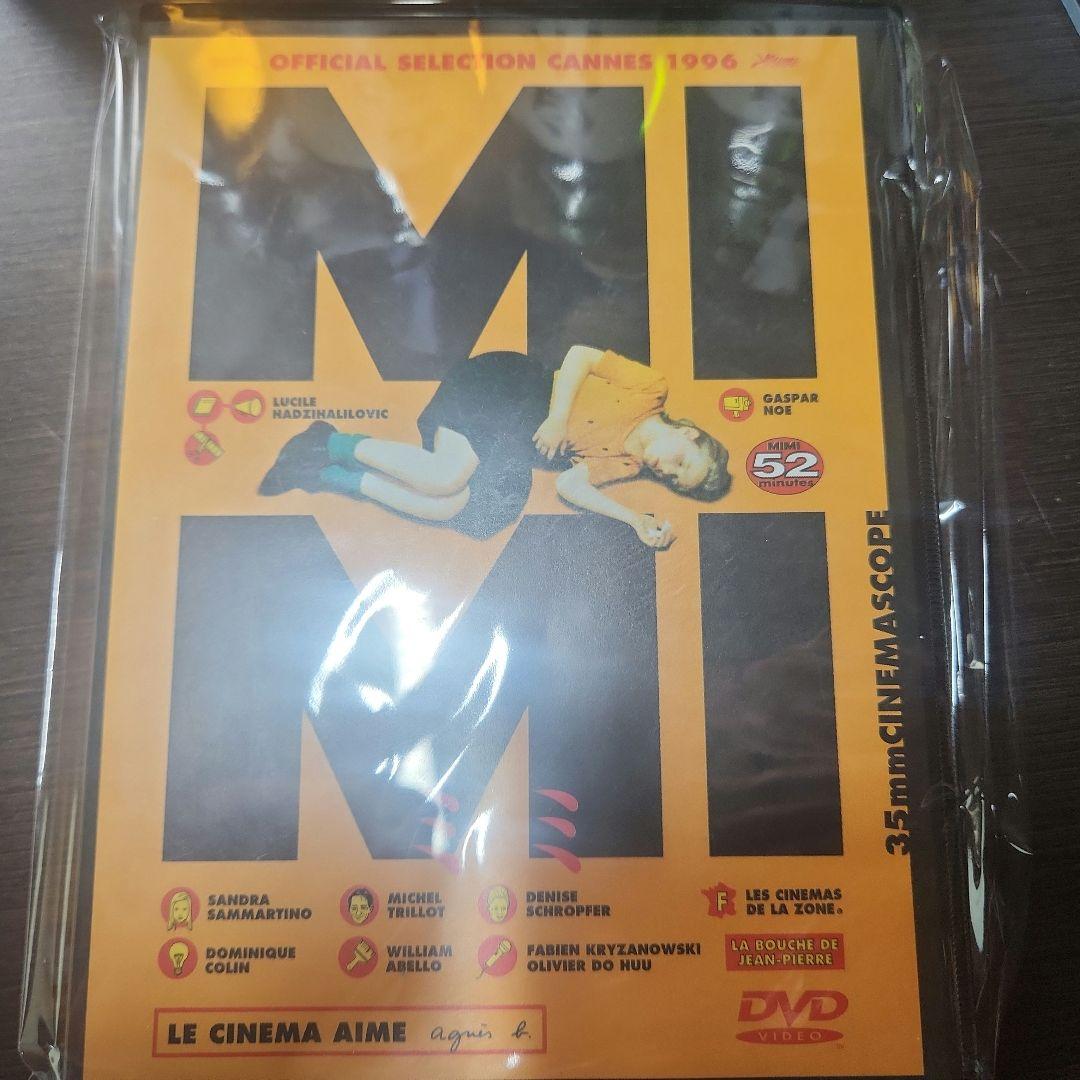 OFFICIAL SELECTION CANNES 1996
MI
LUCILE
NADZIHALILOVIC
GASPAR
NOE
MIMI
52
minutes
MI
35mmCINEMASCOPE
ミミ
SANDRA
SAMMARTINO
MICHEL
TRILLOT
DENISE
SCHROPFER
F
LES CINEMAS
DE LA ZONE
DOMINIQUE
COLIN
WILLIAM
ABELLO
FABIEN KRYZANOWSKI
OLIVIER DO HUU
LA BOUCHE DE
JEAN-PIERRE
LE CINEMA AIME agnès b.
DVD
VIDEO